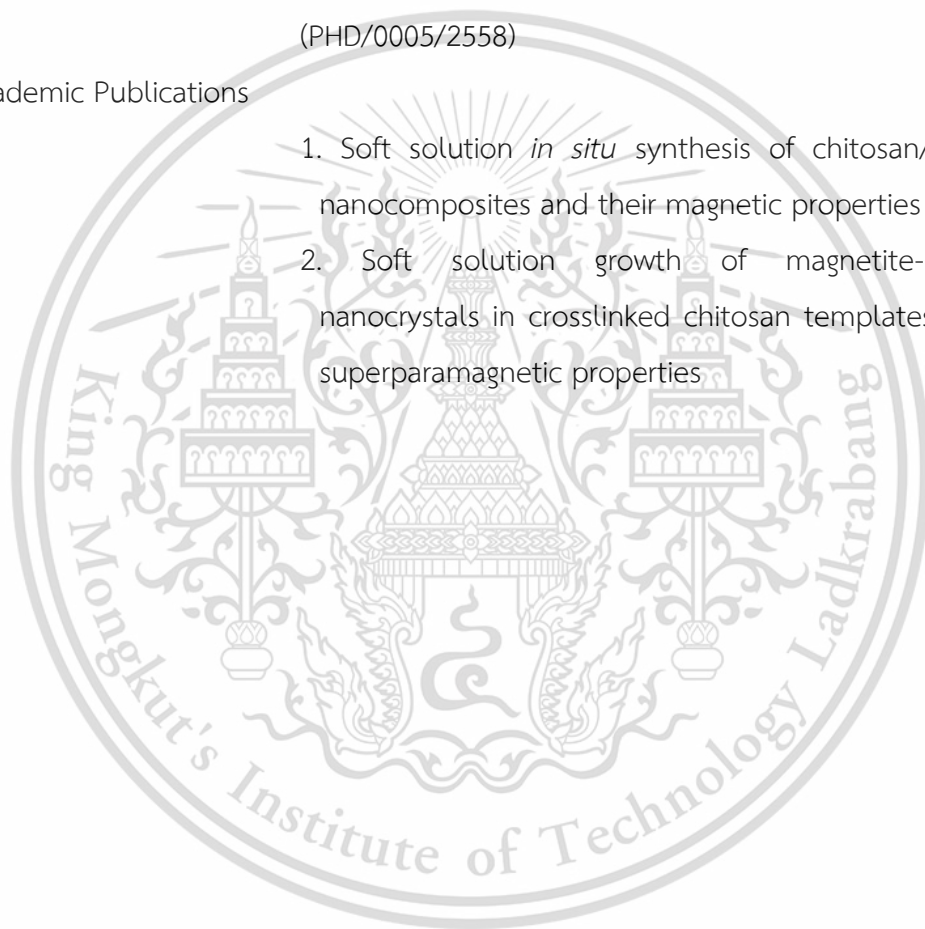 (PHD/0005/2558)
ademic Publications
1. Soft solution in situ synthesis of chitosan/
nanocomposites and their magnetic properties
2. Soft solution growth of magnetite-
nanocrystals in crosslinked chitosan templates
superparamagnetic properties
King Mongkut's Institute of Technology Ladkrabang